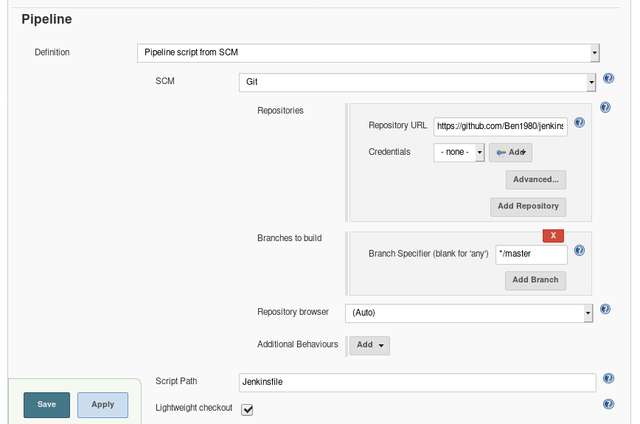 Pipeline
Definition
Pipeline script from SCM
SCM
Git
Repositories
Repository URL
https://github.com/Ben1980/jenkins
Credentials
- none -
Add
Advanced...
Add Repository
Branches to build
X
Branch Specifier (blank for 'any')
*/master
Add Branch
Repository browser
(Auto)
Additional Behaviours
Add
Script Path
Jenkinsfile
Save
Apply
Lightweight checkout